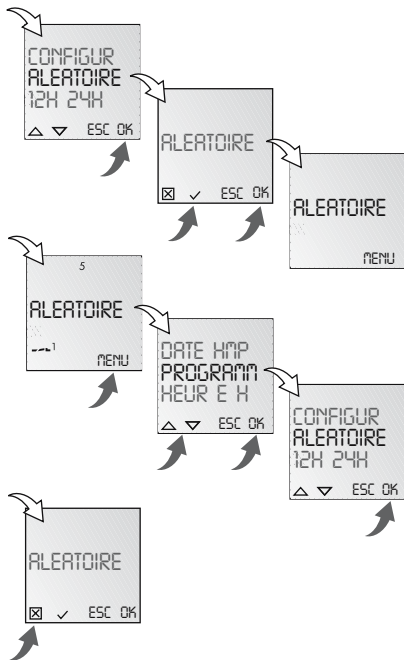 CONFIGUR
ALEATOIRE
12H 24H
ESC OK
ALEATOIRE
ESC OK
ALEATOIRE
MENU
5
ALEATOIRE
1
MENU
DATE HMP
PROGRAMM
HEUR E H
ESC OK
CONFIGUR
ALEATOIRE
12H 24H
ESC OK
ALEATOIRE
ESC OK